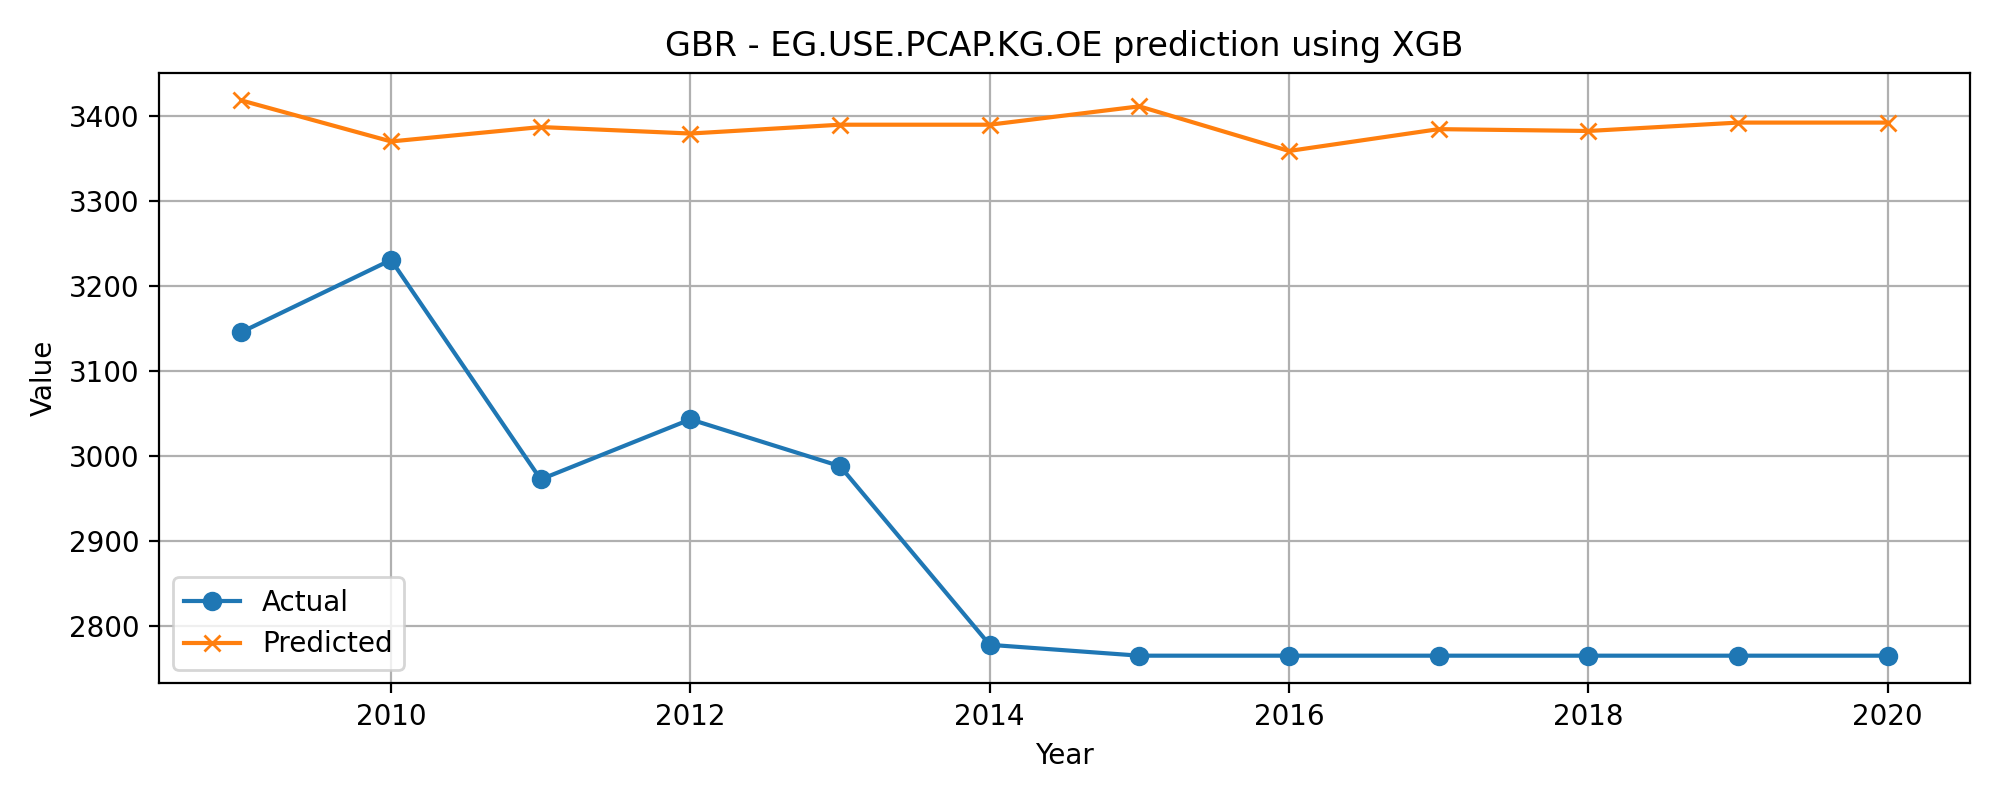 GBR - EG.USE.PCAP.KG.OE prediction using XGB
Value
3400
3300
3200
3100
3000
2900
2800
Actual
Predicted
2010 2012 2014 2016 2018 2020
Year